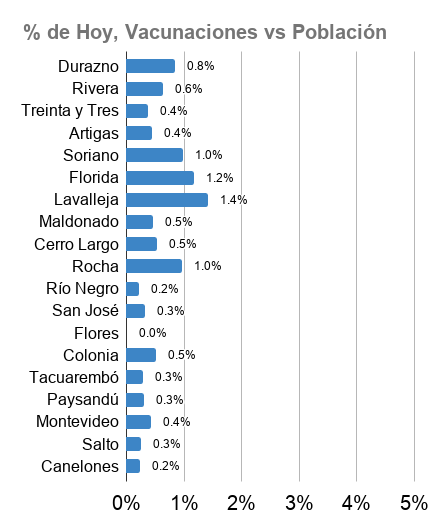 % de Hoy, Vacunaciones vs Población
Durazno 0.8%
Rivera 0.6%
Treinta y Tres 0.4%
Artigas 0.4%
Soriano 1.0%
Florida 1.2%
Lavalleja 1.4%
Maldonado 0.5%
Cerro Largo 0.5%
Rocha 1.0%
Río Negro 0.2%
San José 0.3%
Flores 0.0%
Colonia 0.5%
Tacuarembó 0.3%
Paysandú 0.3%
Montevideo 0.4%
Salto 0.3%
Canelones 0.2%
0% 1% 2% 3% 4% 5%